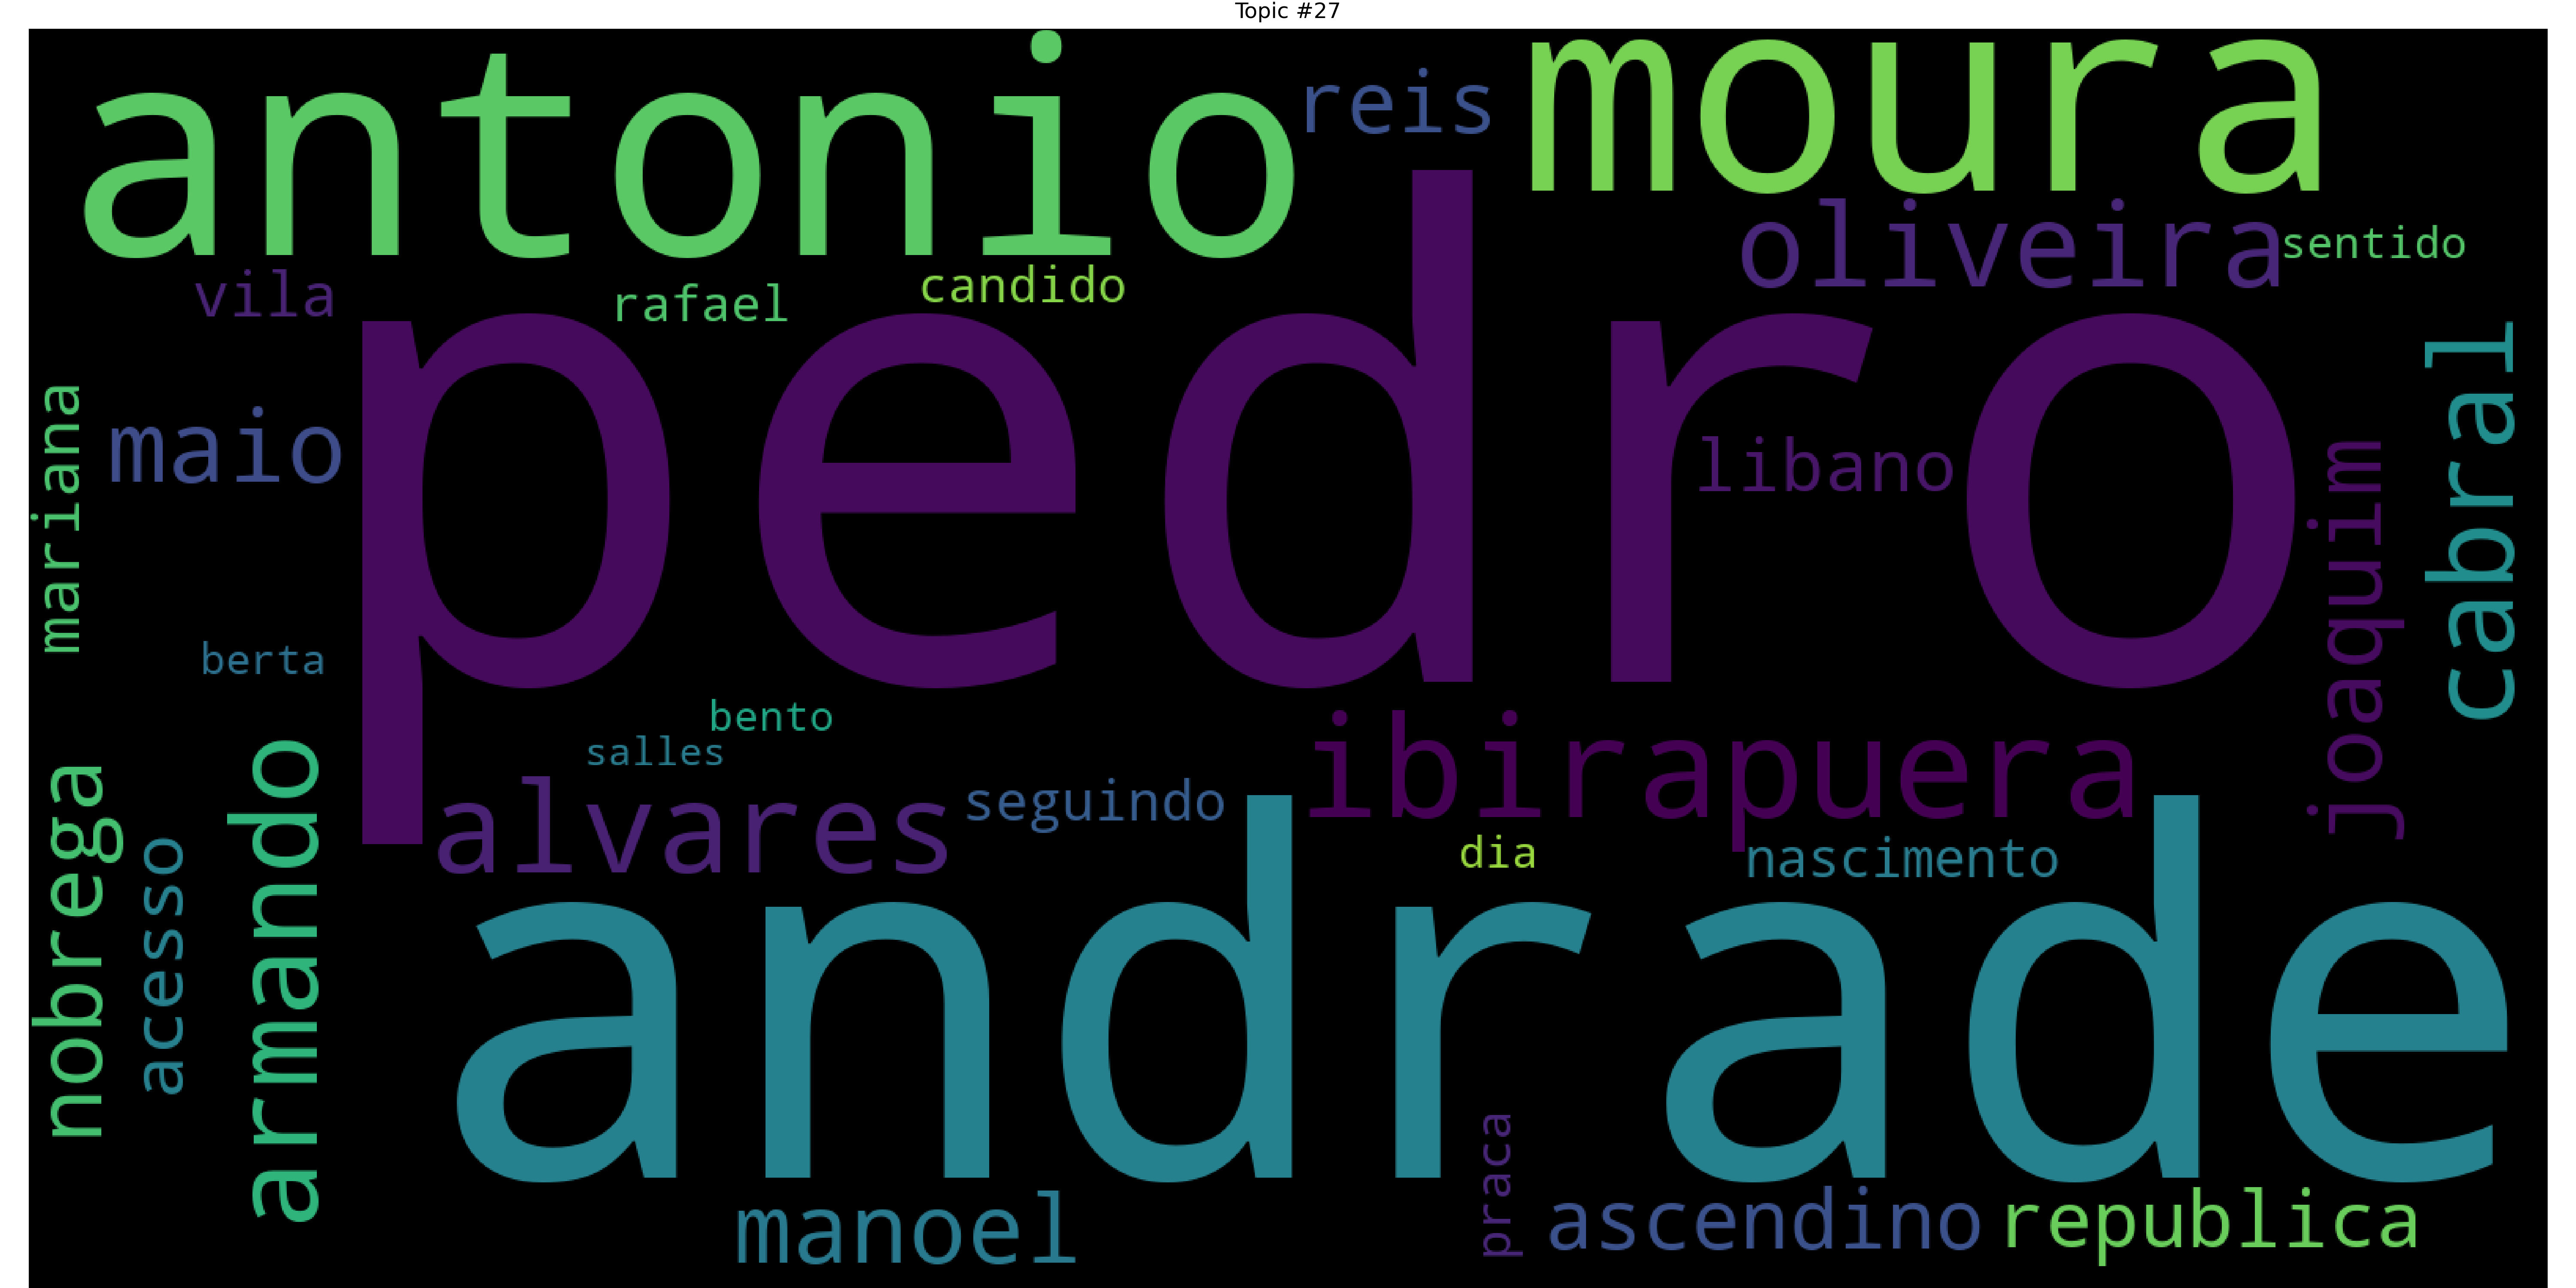 Topic #27
antonio
reis
moura
oliveira
sentido
vila
rafael
candido
pedro
mariana
maio
libano
joaquim
cabral
berta
bento
salles
alvares
seguindo
ibirapuera
dia
nascimento
nobrega
acesso
armando
andrade
manoel
praca
ascendino
republica